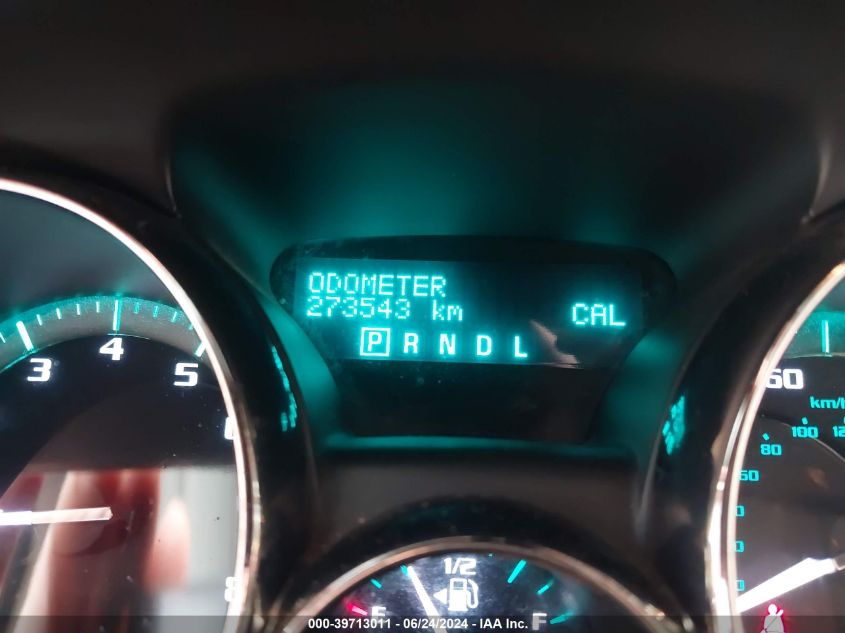 ODOMETER
273543 km CAL
P R N D L
3 4 5
8
60
km/h
80 100
1/2
E F
000-39713011 - 06/24/2024 - IAA Inc.